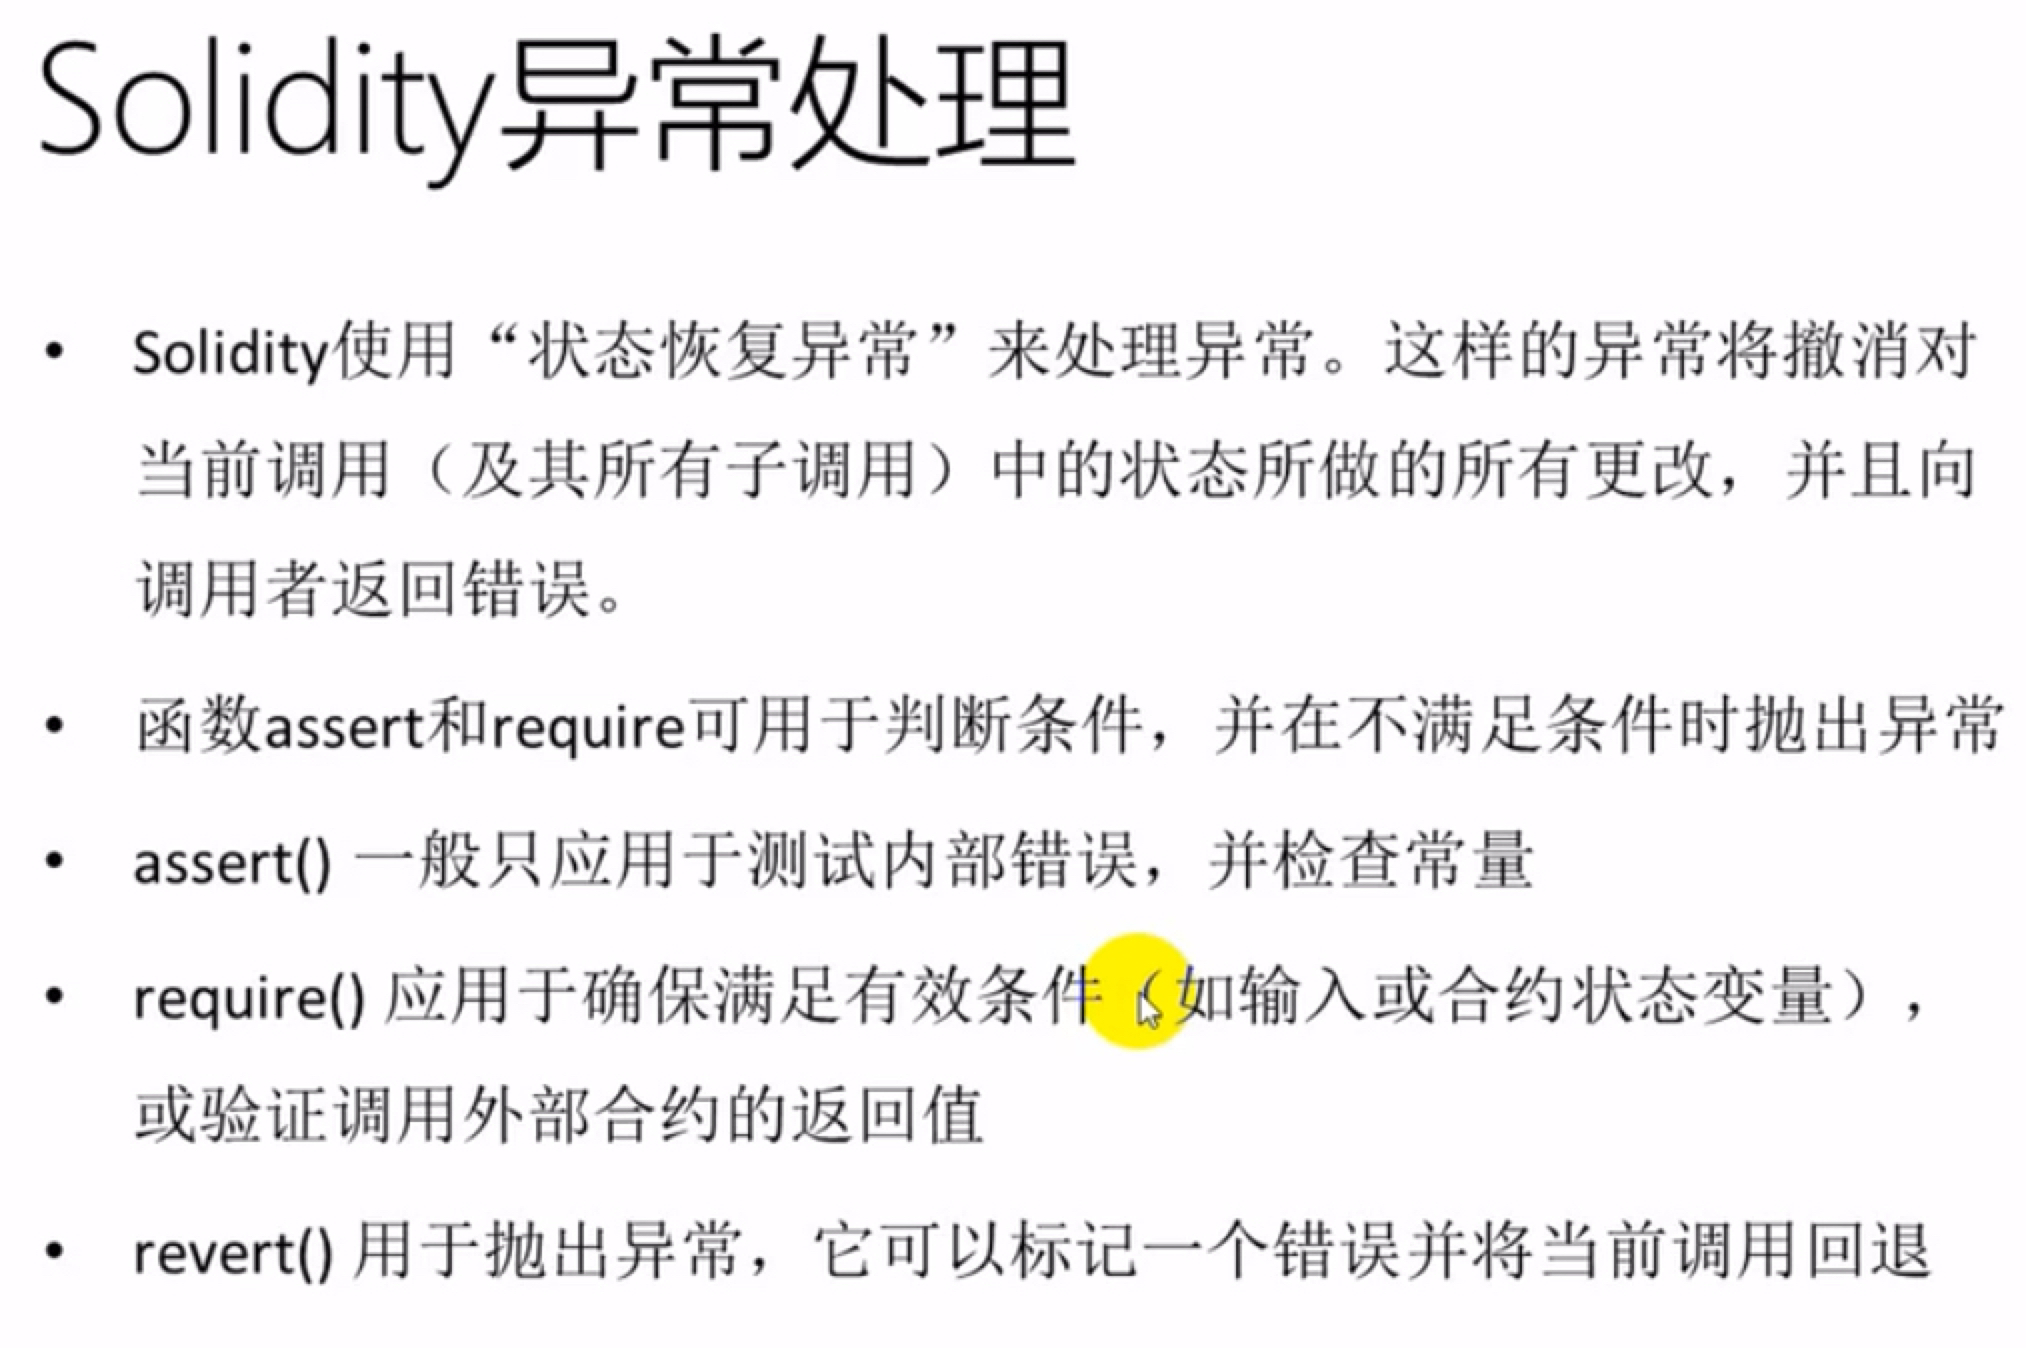 Solidity异常处理
• Solidity使用“状态恢复异常”来处理异常。这样的异常将撤消对
当前调用（及其所有子调用）中的状态所做的所有更改，并且向
调用者返回错误。
• 函数assert和require可用于判断条件，并在不满足条件时抛出异常
• assert() 一般只应用于测试内部错误，并检查常量
• require() 应用于确保满足有效条件（如输入或合约状态变量），
或验证调用外部合约的返回值
• revert() 用于抛出异常，它可以标记一个错误并将当前调用回退